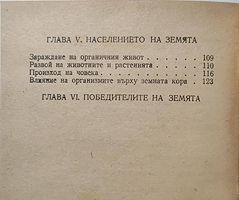 ГЛАВА V. НАСЕЛЕНИЕТО НА ЗЕМЯТА
Зараждане на органичния живот . . . . . . 109
Развой на животните и растенията . . . . . 110
Произход на човека . . . . . . . . . . 116
Влияние на организмите върху земната кора . . 123
ГЛАВА VI. ПОБЕДИТЕЛИТЕ НА ЗЕМЯТА